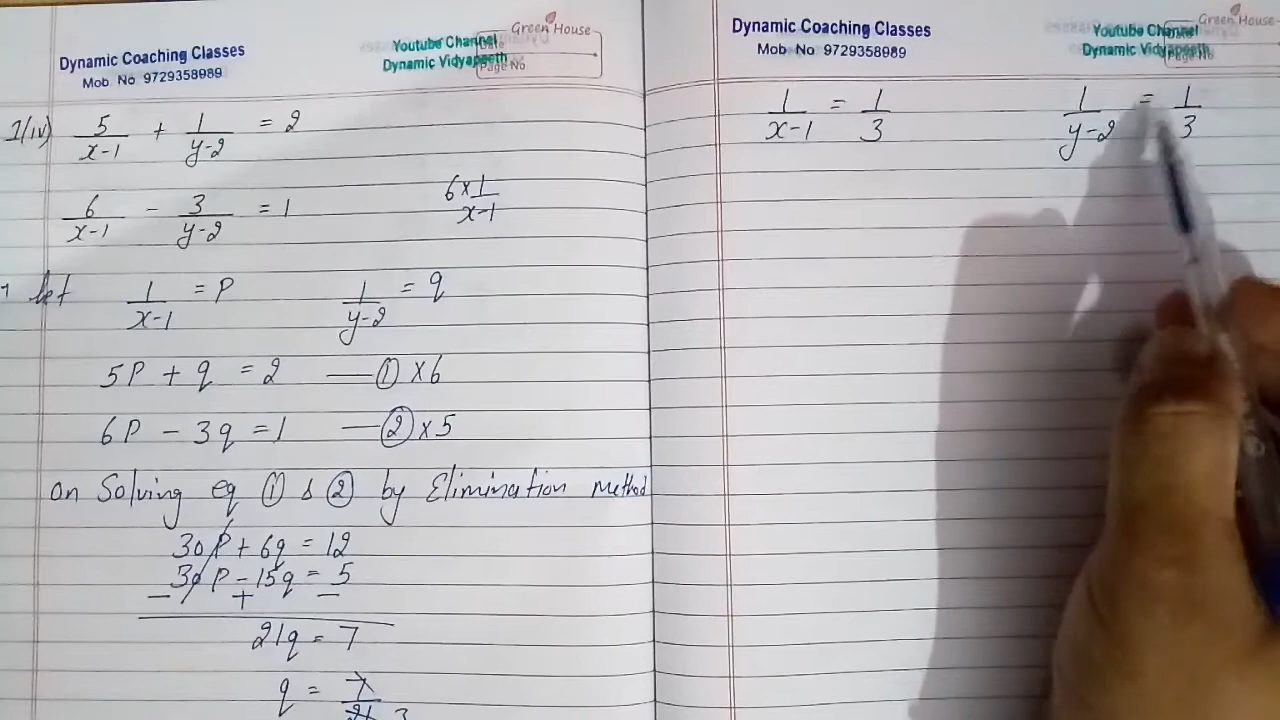 Dynamic Coaching Classes
Mob No 9729358989
Youtube Channel
Dynamic Vidyapeeth
Green House
Page No
1(iv) 5/(x-1) + 1/(y-2) = 2
6/(x-1) - 3/(y-2) = 1
6×1/(x-1)
let 1/(x-1) = P 1/(y-2) = q
5P + q = 2 —① ×6
6P - 3q = 1 —② ×5
on Solving eq ① & ② by Elimination Method
30P + 6q = 12
30P - 15q = 5
- + -
21q = 7
q = 7/21 3
Dynamic Coaching Classes
Mob No 9729358989
Youtube Channel
Dynamic Vidyapeeth
Green House
Page No
1/(x-1) = 1/3 1/(y-2) = 1/3